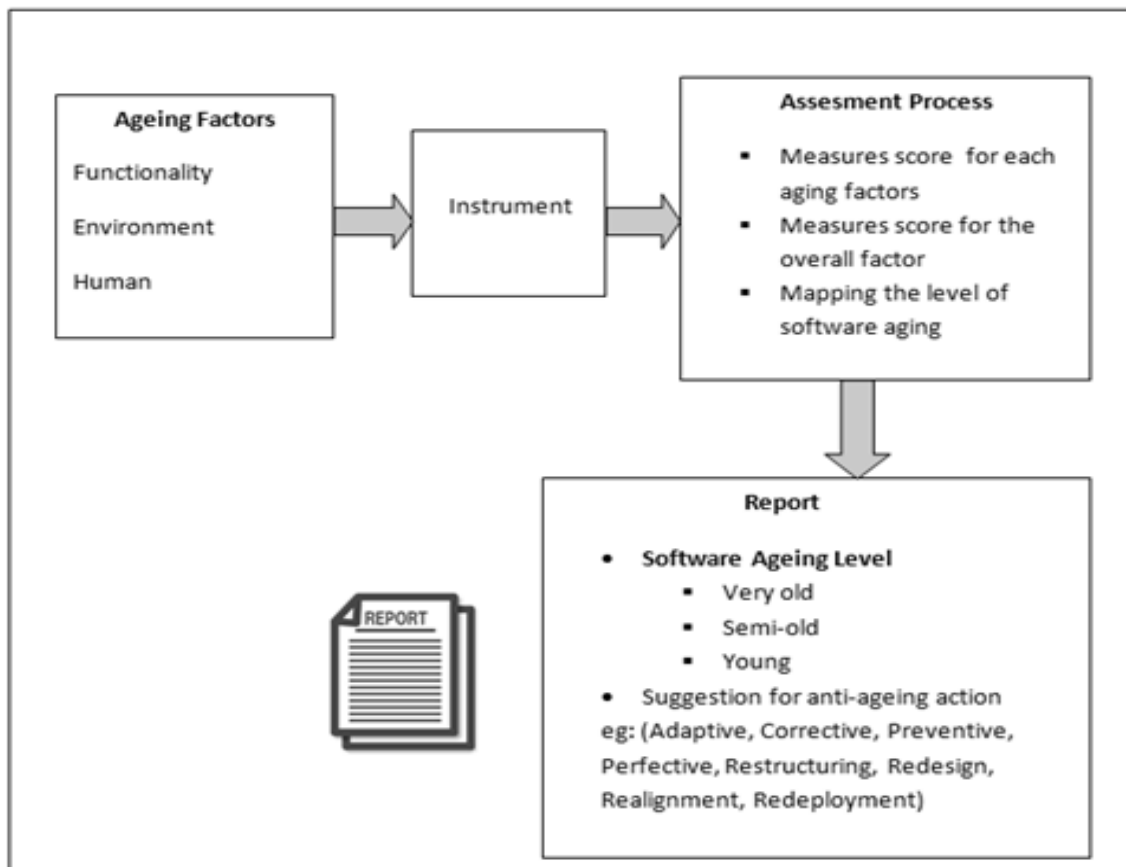 Ageing Factors
Functionality
Environment
Human
Instrument
Assesment Process
▪ Measures score for each
aging factors
▪ Measures score for the
overall factor
▪ Mapping the level of
software aging
Report
• Software Ageing Level
▪ Very old
▪ Semi-old
▪ Young
• Suggestion for anti-ageing action
eg: (Adaptive, Corrective, Preventive,
Perfective, Restructuring, Redesign,
Realignment, Redeployment)
REPORT